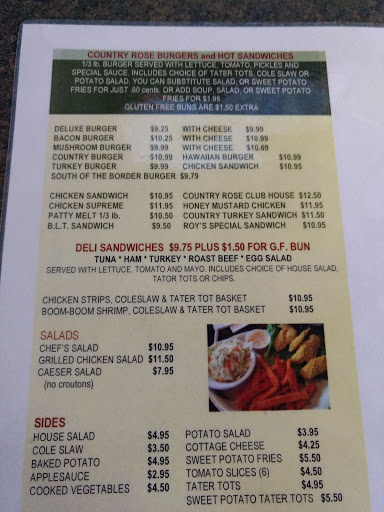 COUNTRY ROSE BURGERS and HOT SANDWICHES
1/3 lb. BURGER SERVED WITH LETTUCE, TOMATO, PICKLES AND
SPECIAL SAUCE. INCLUDES CHOICE OF TATER TOTS, COLE SLAW OR
POTATO SALAD. YOU CAN SUBSTITUTE SALAD, OR SWEET POTATO
FRIES FOR JUST .60 cents. OR ADD SOUP, SALAD, OR SWEET POTATO
FRIES FOR $1.95
GLUTEN FREE BUNS ARE $1.50 EXTRA
DELUXE BURGER $9.25 WITH CHEESE $9.99
BACON BURGER $10.25 WITH CHEESE $10.99
MUSHROOM BURGER $9.99 WITH CHEESE $10.69
COUNTRY BURGER $10.99 HAWAIIAN BURGER $10.99
TURKEY BURGER $9.99 CHICKEN SANDWICH $10.95
SOUTH OF THE BORDER BURGER $9.79
CHICKEN SANDWICH $10.95 COUNTRY ROSE CLUB HOUSE $12.50
CHICKEN SUPREME $11.95 HONEY MUSTARD CHICKEN $11.95
PATTY MELT 1/3 lb. $10.50 COUNTRY TURKEY SANDWICH $11.50
B.L.T. SANDWICH $9.50 ROY'S SPECIAL SANDWICH $10.95
DELI SANDWICHES $9.75 PLUS $1.50 FOR G.F. BUN
TUNA * HAM * TURKEY * ROAST BEEF * EGG SALAD
SERVED WITH LETTUCE, TOMATO AND MAYO. INCLUDES CHOICE OF HOUSE SALAD,
TATOR TOTS OR CHIPS.
CHICKEN STRIPS, COLESLAW & TATER TOT BASKET $10.95
BOOM-BOOM SHRIMP, COLESLAW & TATER TOT BASKET $10.95
SALADS
CHEF'S SALAD $10.95
GRILLED CHICKEN SALAD $11.50
CAESER SALAD $7.95
(no croutons)
SIDES
HOUSE SALAD $4.95 POTATO SALAD $3.95
COLE SLAW $3.50 COTTAGE CHEESE $4.25
BAKED POTATO $4.95 SWEET POTATO FRIES $5.50
APPLESAUCE $2.95 TOMATO SLICES (6) $4.50
COOKED VEGETABLES $4.50 TATER TOTS $4.95
SWEET POTATO TATER TOTS $5.50